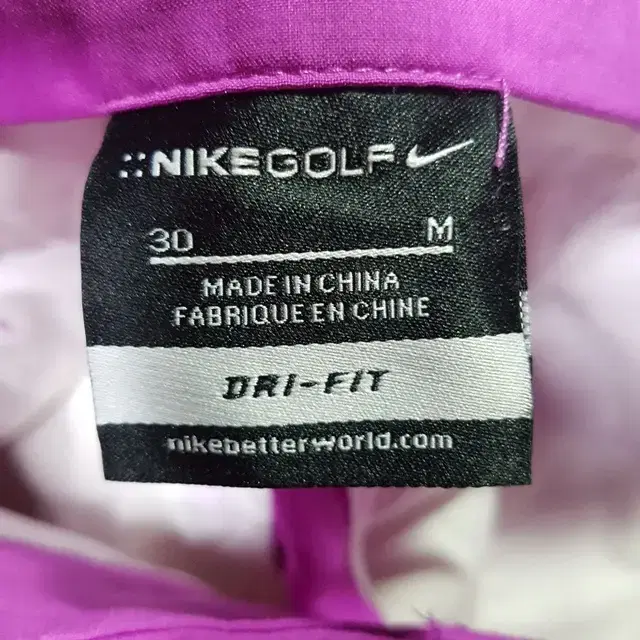 NIKEGOLF
30 M
MADE IN CHINA
FABRIQUE EN CHINE
DRI-FIT
nikebetterworld.com